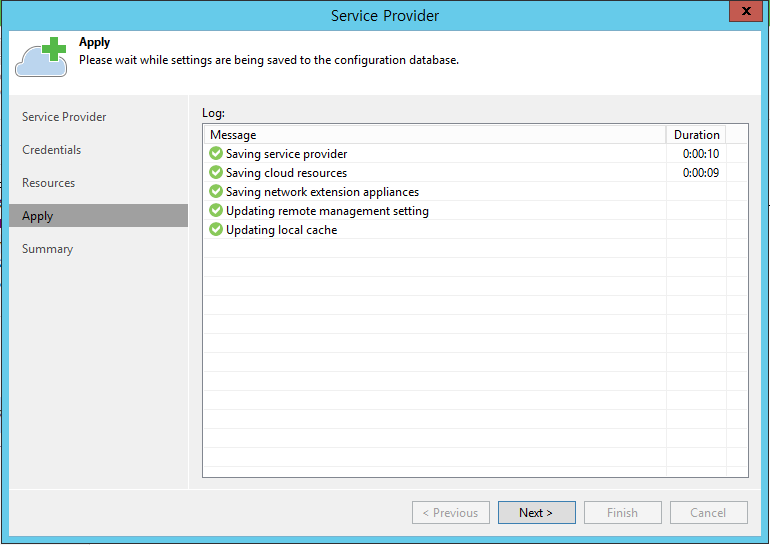 Service Provider
x
Apply
Please wait while settings are being saved to the configuration database.
Service Provider
Credentials
Resources
Apply
Summary
Log:
Message Duration
Saving service provider 0:00:10
Saving cloud resources 0:00:09
Saving network extension appliances
Updating remote management setting
Updating local cache
< Previous Next > Finish Cancel